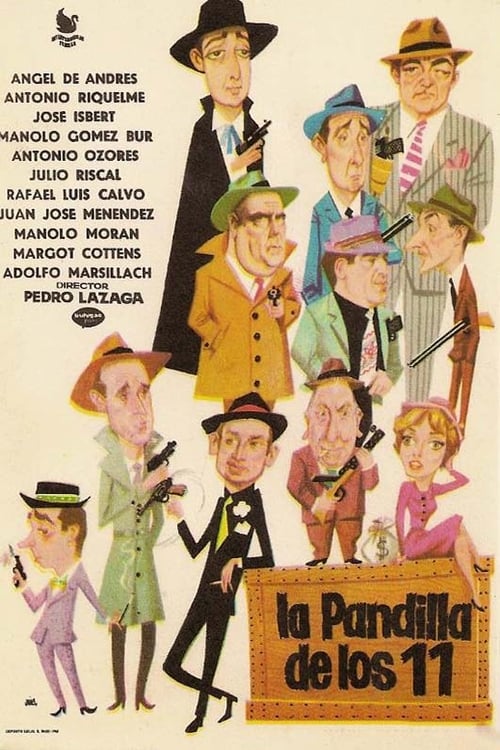 ANGEL DE ANDRES
ANTONIO RIQUELME
JOSE ISBERT
MANOLO GOMEZ BUR
ANTONIO OZORES
JULIO RISCAL
RAFAEL LUIS CALVO
JUAN JOSE MENENDEZ
MANOLO MORAN
MARGOT COTTENS
ADOLFO MARSILLACH
DIRECTOR
PEDRO LAZAGA
$
la Pandilla
de los 11